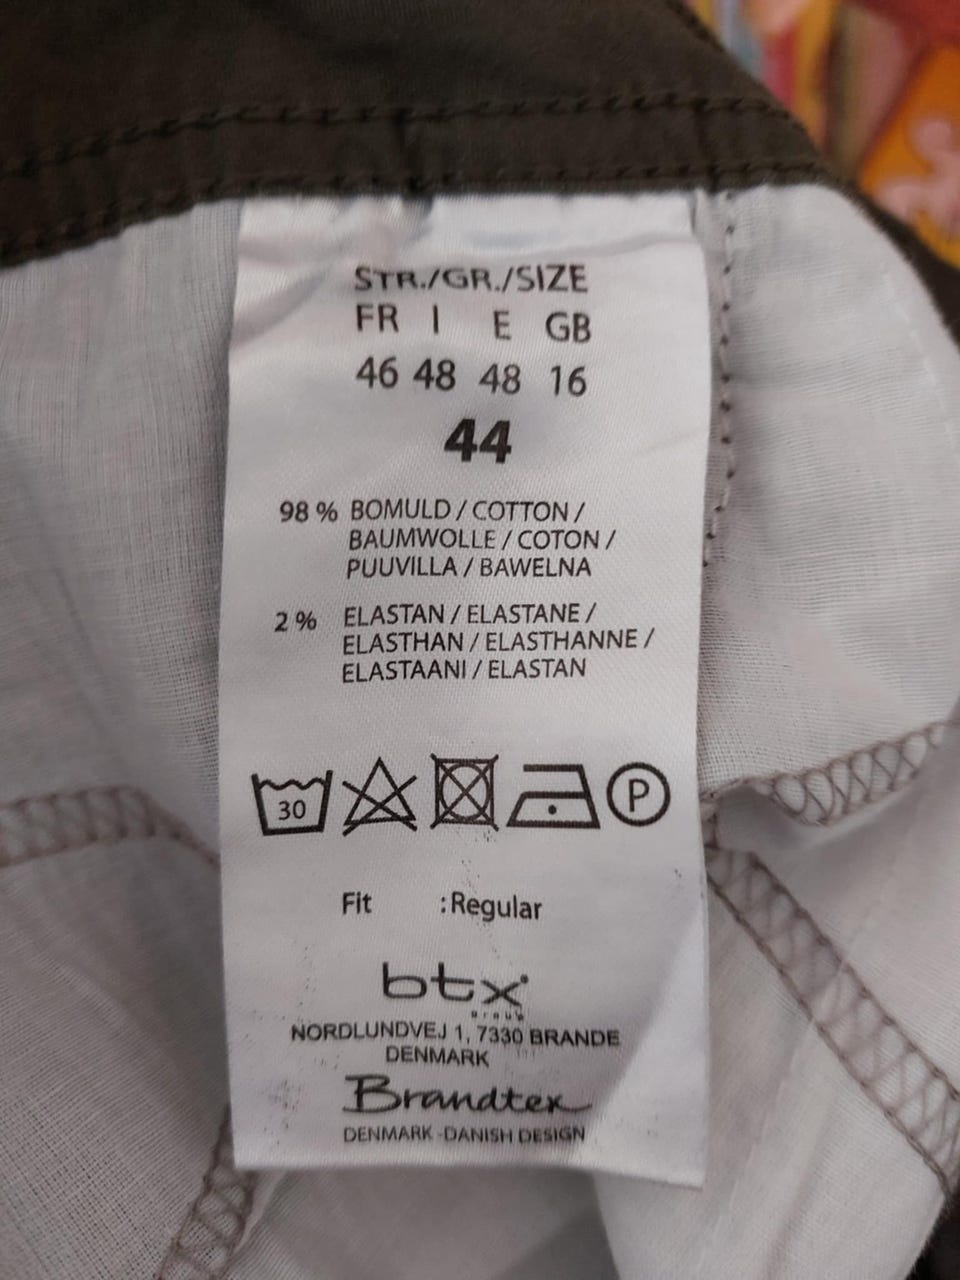 STR./GR./SIZE
FR I E GB
46 48 48 16
44
98 % BOMULD / COTTON /
BAUMWOLLE / COTON /
PUUVILLA / BAWELNA
2 % ELASTAN / ELASTANE /
ELASTHAN / ELASTHANNE /
ELASTAANI / ELASTAN
30 P
Fit : Regular
btx
Group
NORDLUNDVEJ 1, 7330 BRANDE
DENMARK
Brandtex
DENMARK - DANISH DESIGN